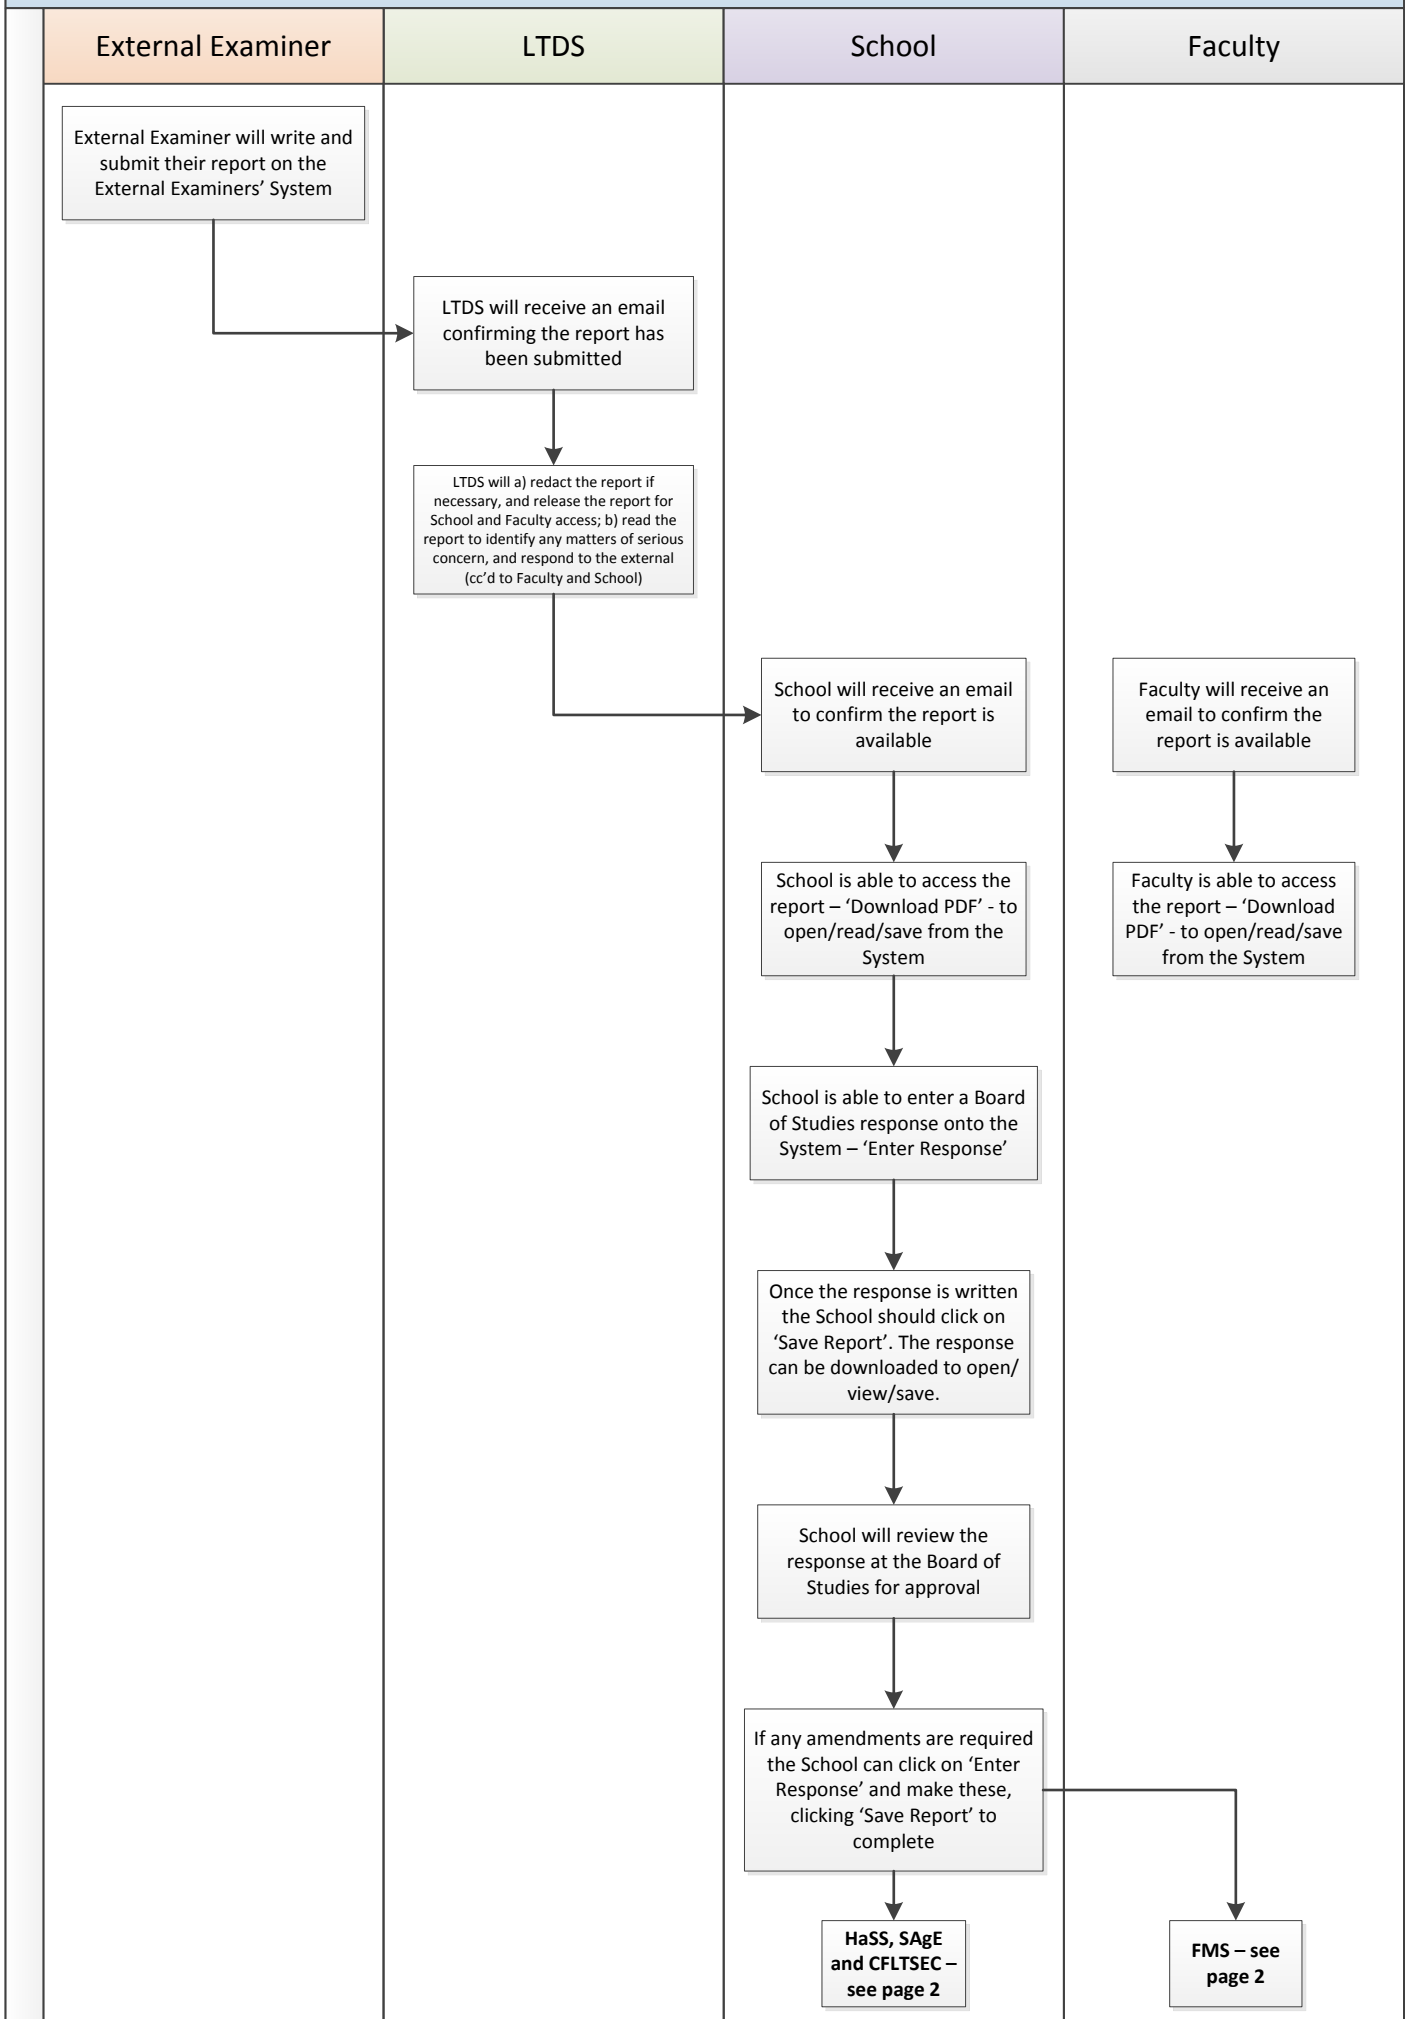 External Examiner
LTDS
School
Faculty
External Examiner will write and
submit their report on the
External Examiners' System
LTDS will receive an email
confirming the report has
been submitted
LTDS will a) redact the report if
necessary, and release the report for
School and Faculty access; b) read the
report to identify any matters of serious
concern, and respond to the external
(cc'd to Faculty and School)
School will receive an email
to confirm the report is
available
Faculty will receive an
email to confirm the
report is available
School is able to access the
report – 'Download PDF' - to
open/read/save from the
System
Faculty is able to access
the report – 'Download
PDF' - to open/read/save
from the System
School is able to enter a Board
of Studies response onto the
System – 'Enter Response'
Once the response is written
the School should click on
'Save Report'. The response
can be downloaded to open/
view/save.
School will review the
response at the Board of
Studies for approval
If any amendments are required
the School can click on 'Enter
Response' and make these,
clicking 'Save Report' to
complete
HaSS, SAgE
and CFLTSEC –
see page 2
FMS – see
page 2